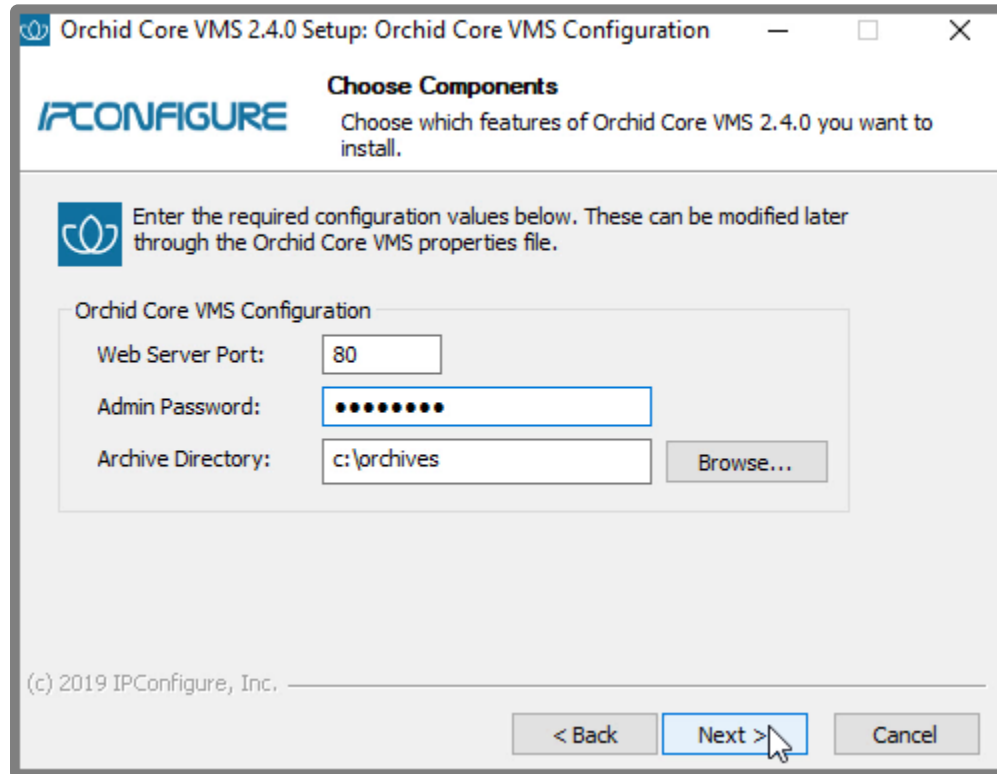 Orchid Core VMS 2.4.0 Setup: Orchid Core VMS Configuration
IPCONFIGURE
Choose Components
Choose which features of Orchid Core VMS 2.4.0 you want to
install.
Enter the required configuration values below. These can be modified later
through the Orchid Core VMS properties file.
Orchid Core VMS Configuration
Web Server Port: 80
Admin Password: ••••••••
Archive Directory: c:\orchives Browse...
(c) 2019 IPConfigure, Inc.
< Back Next > Cancel